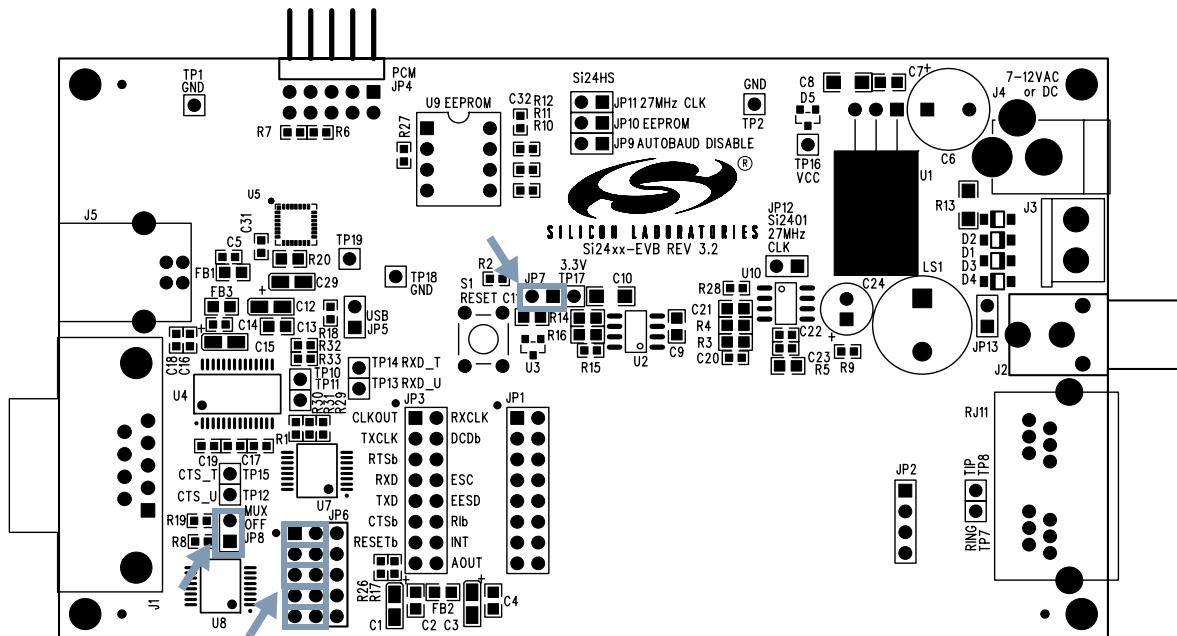 PCM
JP4
TP1
GND
R7
R6
U9 EEPROM
R27
C32
R12
R11
R10
Si24HS
JP11 27MHz CLK
JP10 EEPROM
JP9 AUTOBAUD DISABLE
GND
TP2
C8
D5
TP16
VCC
C7
+
C6
7-12VAC
or DC
J4
U1
R13
J3
D2
D1
D3
D4
®
SILICON LABORATORIES
Si24xx-EVB REV 3.2
JP12
Si2401
27MHz
CLK
J5
U5
C31
C5
FB1
R20
C29
TP19
TP18
GND
FB3
+
C12
C14
C13
R18
USB
JP5
+
C15
C18
C16
R32
R33
R2
S1
RESET
C11
JP7
3.3V
TP17
C10
R14
R16
R15
U3
U2
C9
R28
U10
C21
R4
R3
C20
C22
C23
R5
C24
+
R9
LS1
JP13
J2
U4
TP10
TP11
TP14 RXD_T
TP13 RXD_U
R1
R30
R31
R29
C19
C17
CTS_T
TP15
CTS_U
TP12
U7
R19
R8
MUX
OFF
JP8
JP6
J1
U8
JP3
CLKOUT
RXCLK
TXCLK
DCDb
RTSb
RXD
ESC
TXD
EESD
CTSb
RIb
RESETb
INT
AOUT
JP1
R26
R17
+
C1
C2
FB2
+
C3
C4
JP2
RJ11
TIP
TP8
RING
TP7